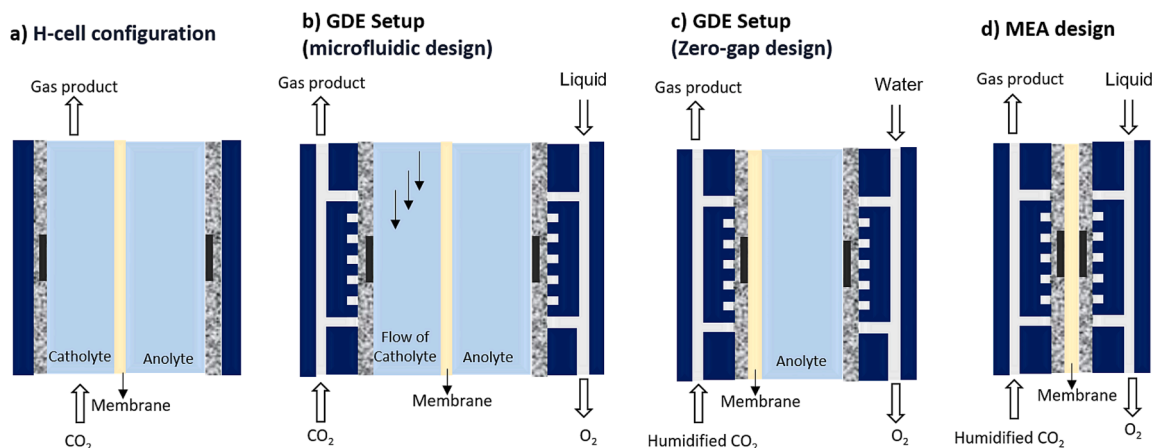 a) H-cell configuration
Gas product
Catholyte
Anolyte
Membrane
CO₂
b) GDE Setup
(microfluidic design)
Gas product
Liquid
Flow of
Catholyte
Anolyte
Membrane
CO₂
O₂
c) GDE Setup
(Zero-gap design)
Gas product
Water
Anolyte
Membrane
Humidified CO₂
O₂
d) MEA design
Gas product
Liquid
Membrane
Humidified CO₂
O₂